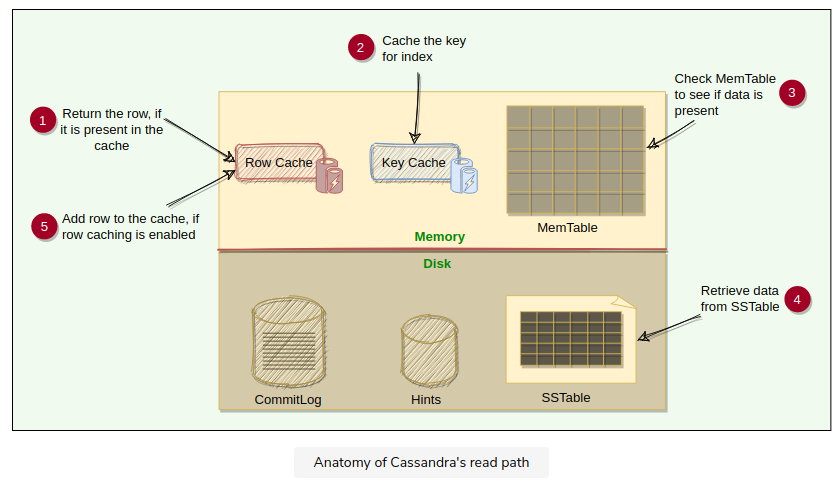 2
Cache the key
for index
Check MemTable
to see if data is
present
3
1
Return the row, if
it is present in the
cache
Row Cache
Key Cache
5
Add row to the cache, if
row caching is enabled
MemTable
Memory
Disk
Retrieve data
from SSTable
4
CommitLog
Hints
SSTable
Anatomy of Cassandra's read path